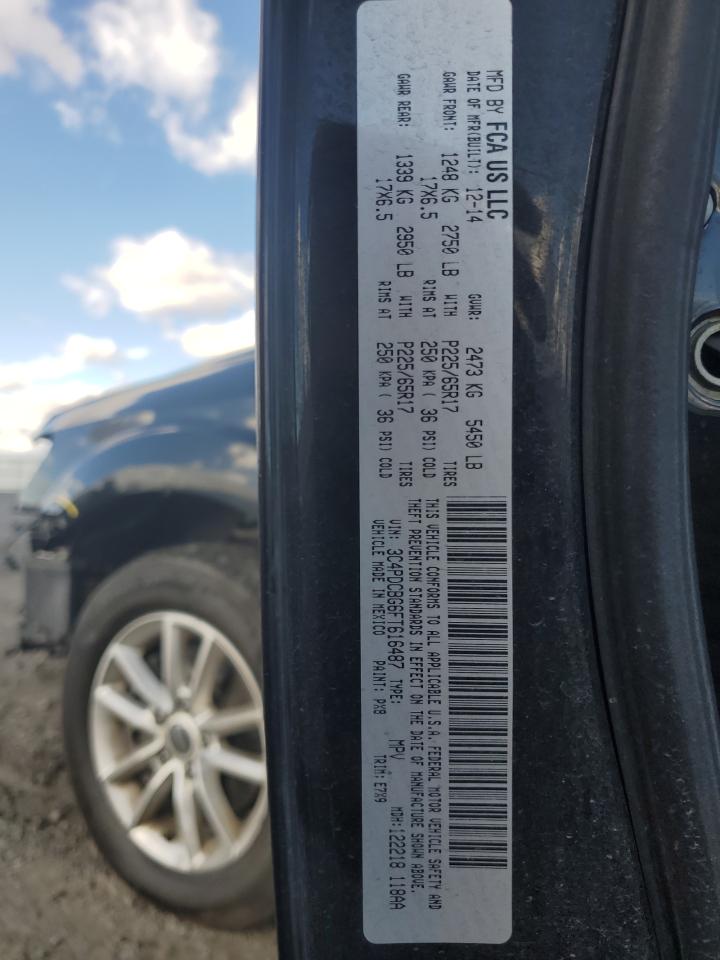 MFD BY FCA US LLC
DATE OF MFR(BUILT): 12-14 GVWR: 2473 KG 5450 LB
GAWR FRONT: 1248 KG 2750 LB WITH P225/65R17 TIRES
17X6.5 RIMS AT 250 KPA ( 36 PSI) COLD
GAWR REAR: 1339 KG 2950 LB WITH P225/65R17 TIRES
17X6.5 RIMS AT 250 KPA ( 36 PSI) COLD
THIS VEHICLE CONFORMS TO ALL APPLICABLE U.S.A. FEDERAL MOTOR VEHICLE SAFETY AND
THEFT PREVENTION STANDARDS IN EFFECT ON THE DATE OF MANUFACTURE SHOWN ABOVE.
VIN: 3C4PDCBG6FT616487 TYPE: MPV MDH:122218 118AA
VEHICLE MADE IN MEXICO PAINT: PX8 TRIM:E7X9